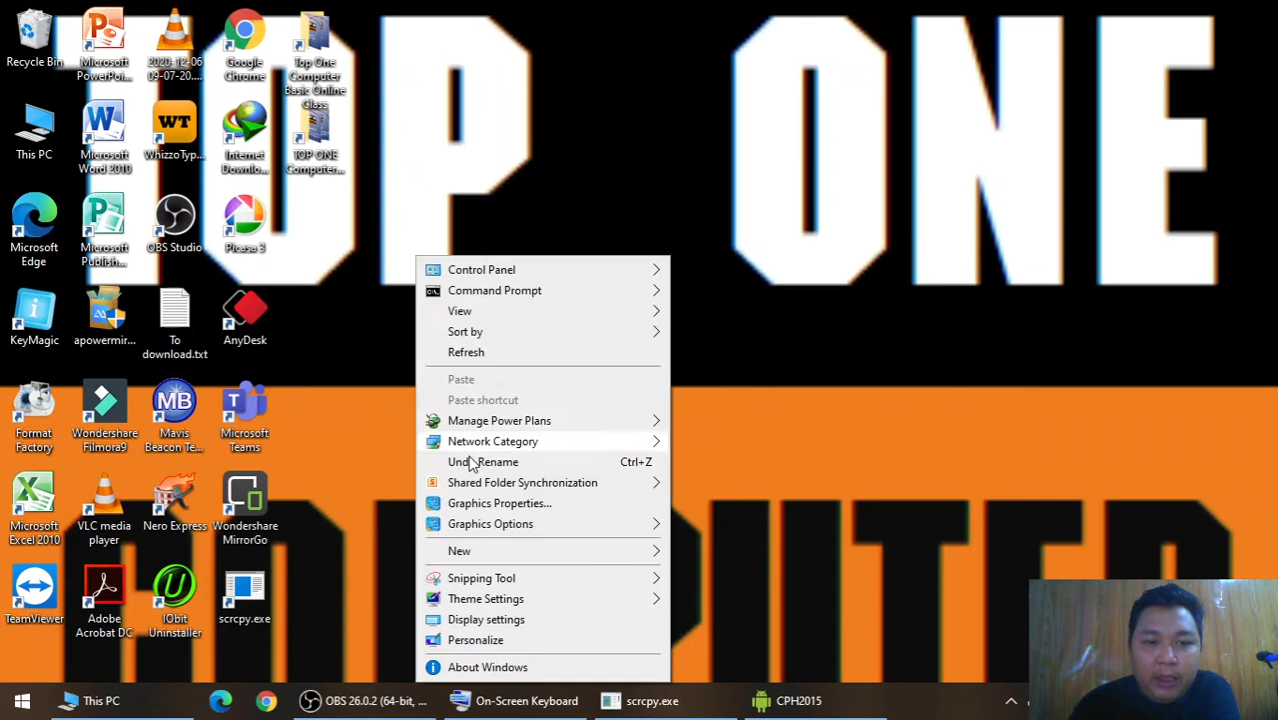 TOP ONE
COMPUTER
Recycle Bin
Microsoft
PowerPoi...
2020-12-06
09-07-20....
Google
Chrome
Top One
Computer
Basic Online
Class
This PC
Microsoft
Word 2010
WT
WhizzoTyp...
Internet
Downlo...
TOP ONE
Computer...
Microsoft
Edge
Microsoft
Publish...
OBS Studio
Picasa 3
KeyMagic
apowermir...
To
download.txt
AnyDesk
Format
Factory
Wondershare
Filmora9
MB
Mavis
Beacon Te...
Microsoft
Teams
Microsoft
Excel 2010
VLC media
player
Nero Express
Wondershare
MirrorGo
TeamViewer
Adobe
Acrobat DC
IObit
Uninstaller
scrcpy.exe
Control Panel
Command Prompt
View
Sort by
Refresh
Paste
Paste shortcut
Manage Power Plans
Network Category
Undo Rename Ctrl+Z
Shared Folder Synchronization
Graphics Properties...
Graphics Options
New
Snipping Tool
Theme Settings
Display settings
Personalize
About Windows
This PC
OBS 26.0.2 (64-bit, ...
On-Screen Keyboard
scrcpy.exe
CPH2015